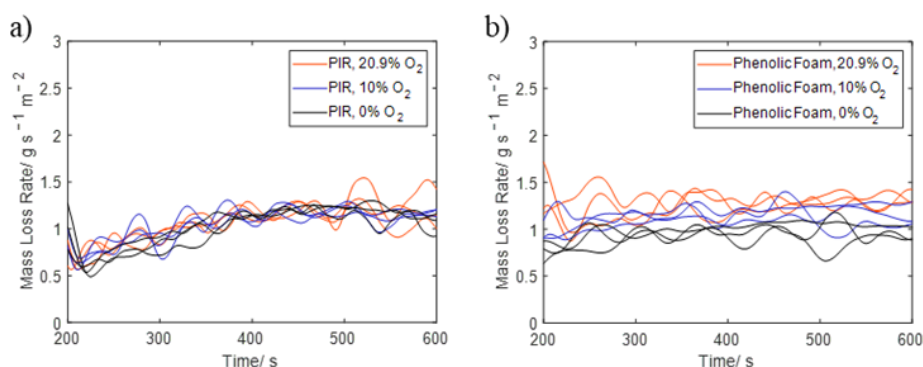 a)
Mass Loss Rate/ g s⁻¹ m⁻²
3
2.5
2
1.5
1
0.5
0
PIR, 20.9% O₂
PIR, 10% O₂
PIR, 0% O₂
200 300 400 500 600
Time/ s
b)
Mass Loss Rate/ g s⁻¹ m⁻²
3
2.5
2
1.5
1
0.5
0
Phenolic Foam, 20.9% O₂
Phenolic Foam, 10% O₂
Phenolic Foam, 0% O₂
200 300 400 500 600
Time/ s